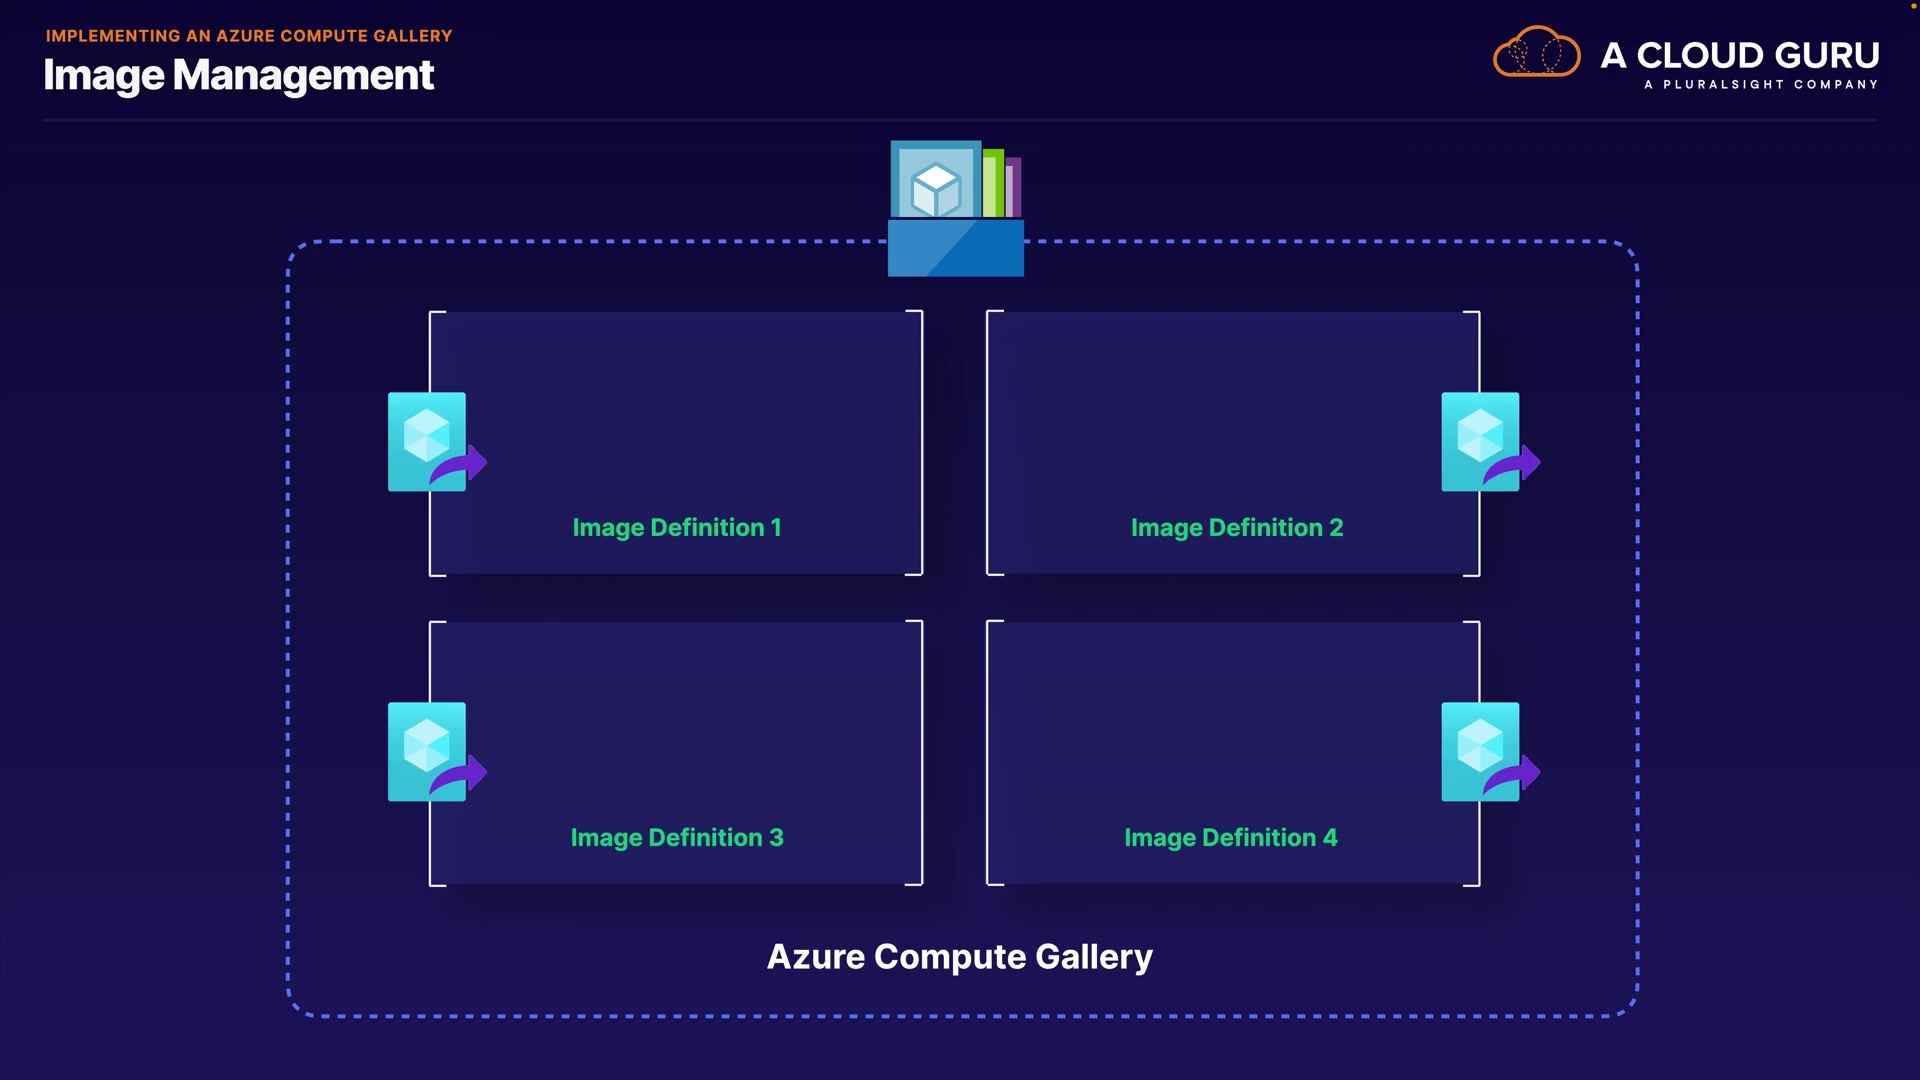 IMPLEMENTING AN AZURE COMPUTE GALLERY
Image Management
A CLOUD GURU
A PLURALSIGHT COMPANY
Image Definition 1
Image Definition 2
Image Definition 3
Image Definition 4
Azure Compute Gallery